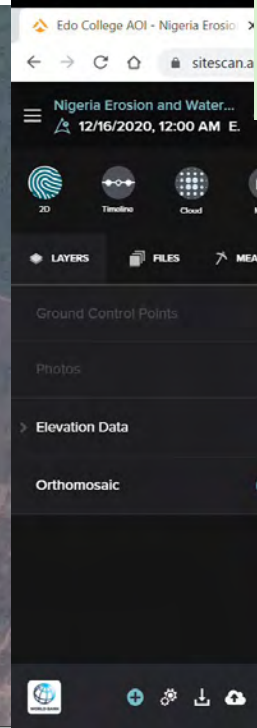 Edo College AOI - Nigeria Erosio
sitescan.a
Nigeria Erosion and Water...
12/16/2020, 12:00 AM E.
2D Timeline Cloud
LAYERS FILES MEA
Ground Control Points
Photos
Elevation Data
Orthomosaic
WORLD BANK